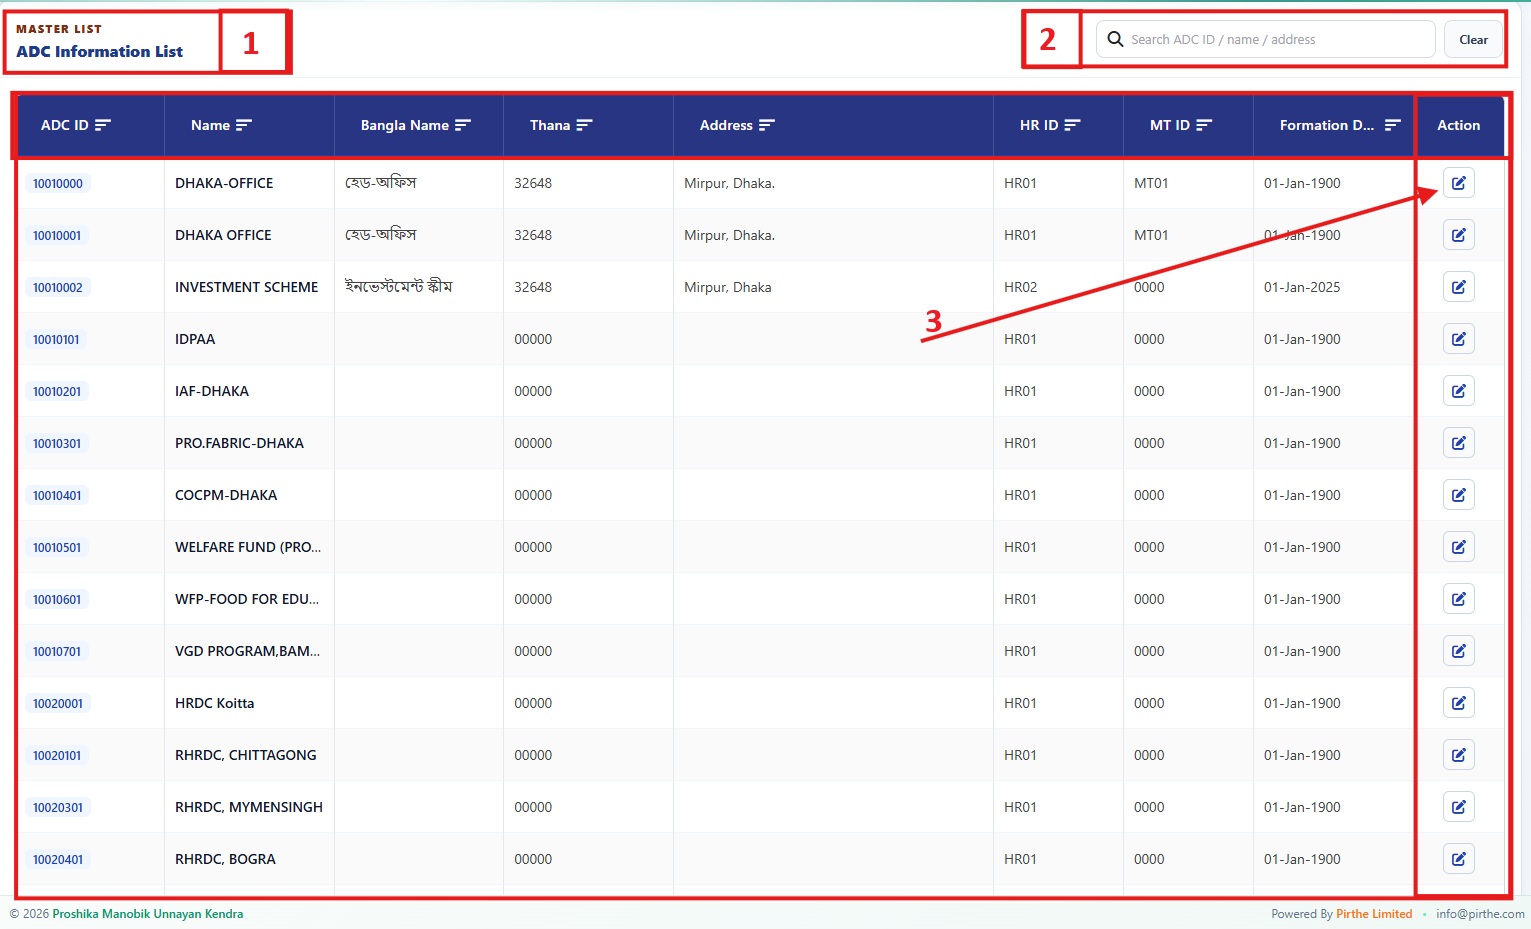 MASTER LIST
ADC Information List
1
2
Search ADC ID / name / address
Clear
ADC ID Name Bangla Name Thana Address HR ID MT ID Formation D... Action
10010000 DHAKA-OFFICE হেড-অফিস 32648 Mirpur, Dhaka. HR01 MT01 01-Jan-1900
10010001 DHAKA OFFICE হেড-অফিস 32648 Mirpur, Dhaka. HR01 MT01 01-Jan-1900
10010002 INVESTMENT SCHEME ইনভেস্টমেন্ট স্কীম 32648 Mirpur, Dhaka HR02 0000 01-Jan-2025
3
10010101 IDPAA 00000 HR01 0000 01-Jan-1900
10010201 IAF-DHAKA 00000 HR01 0000 01-Jan-1900
10010301 PRO.FABRIC-DHAKA 00000 HR01 0000 01-Jan-1900
10010401 COCPM-DHAKA 00000 HR01 0000 01-Jan-1900
10010501 WELFARE FUND (PRO... 00000 HR01 0000 01-Jan-1900
10010601 WFP-FOOD FOR EDU... 00000 HR01 0000 01-Jan-1900
10010701 VGD PROGRAM,BAM... 00000 HR01 0000 01-Jan-1900
10020001 HRDC Koitta 00000 HR01 0000 01-Jan-1900
10020101 RHRDC, CHITTAGONG 00000 HR01 0000 01-Jan-1900
10020301 RHRDC, MYMENSINGH 00000 HR01 0000 01-Jan-1900
10020401 RHRDC, BOGRA 00000 HR01 0000 01-Jan-1900
© 2026 Proshika Manobik Unnayan Kendra
Powered By Pirthe Limited • info@pirthe.com